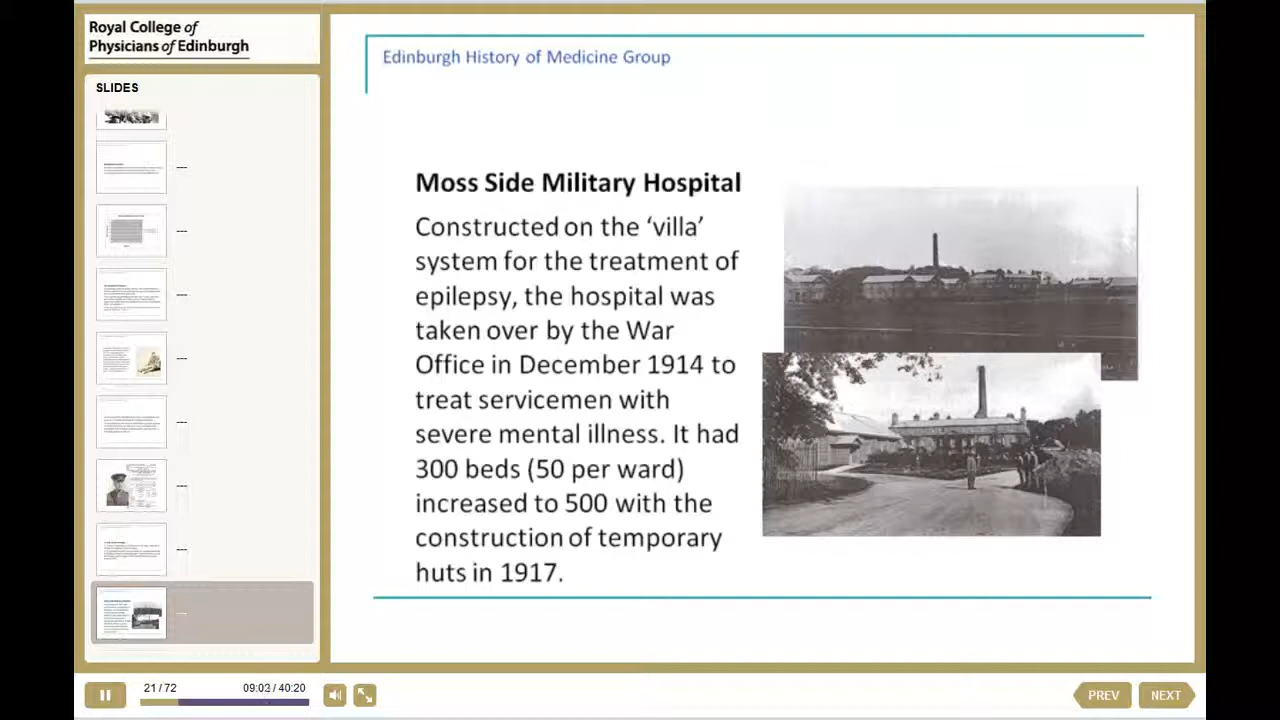 Royal College of
Physicians of Edinburgh
SLIDES
Edinburgh History of Medicine Group
Moss Side Military Hospital
Constructed on the ‘villa’
system for the treatment of
epilepsy, the hospital was
taken over by the War
Office in December 1914 to
treat servicemen with
severe mental illness. It had
300 beds (50 per ward)
increased to 500 with the
construction of temporary
huts in 1917.
21 / 72
09:03 / 40:20
PREV
NEXT